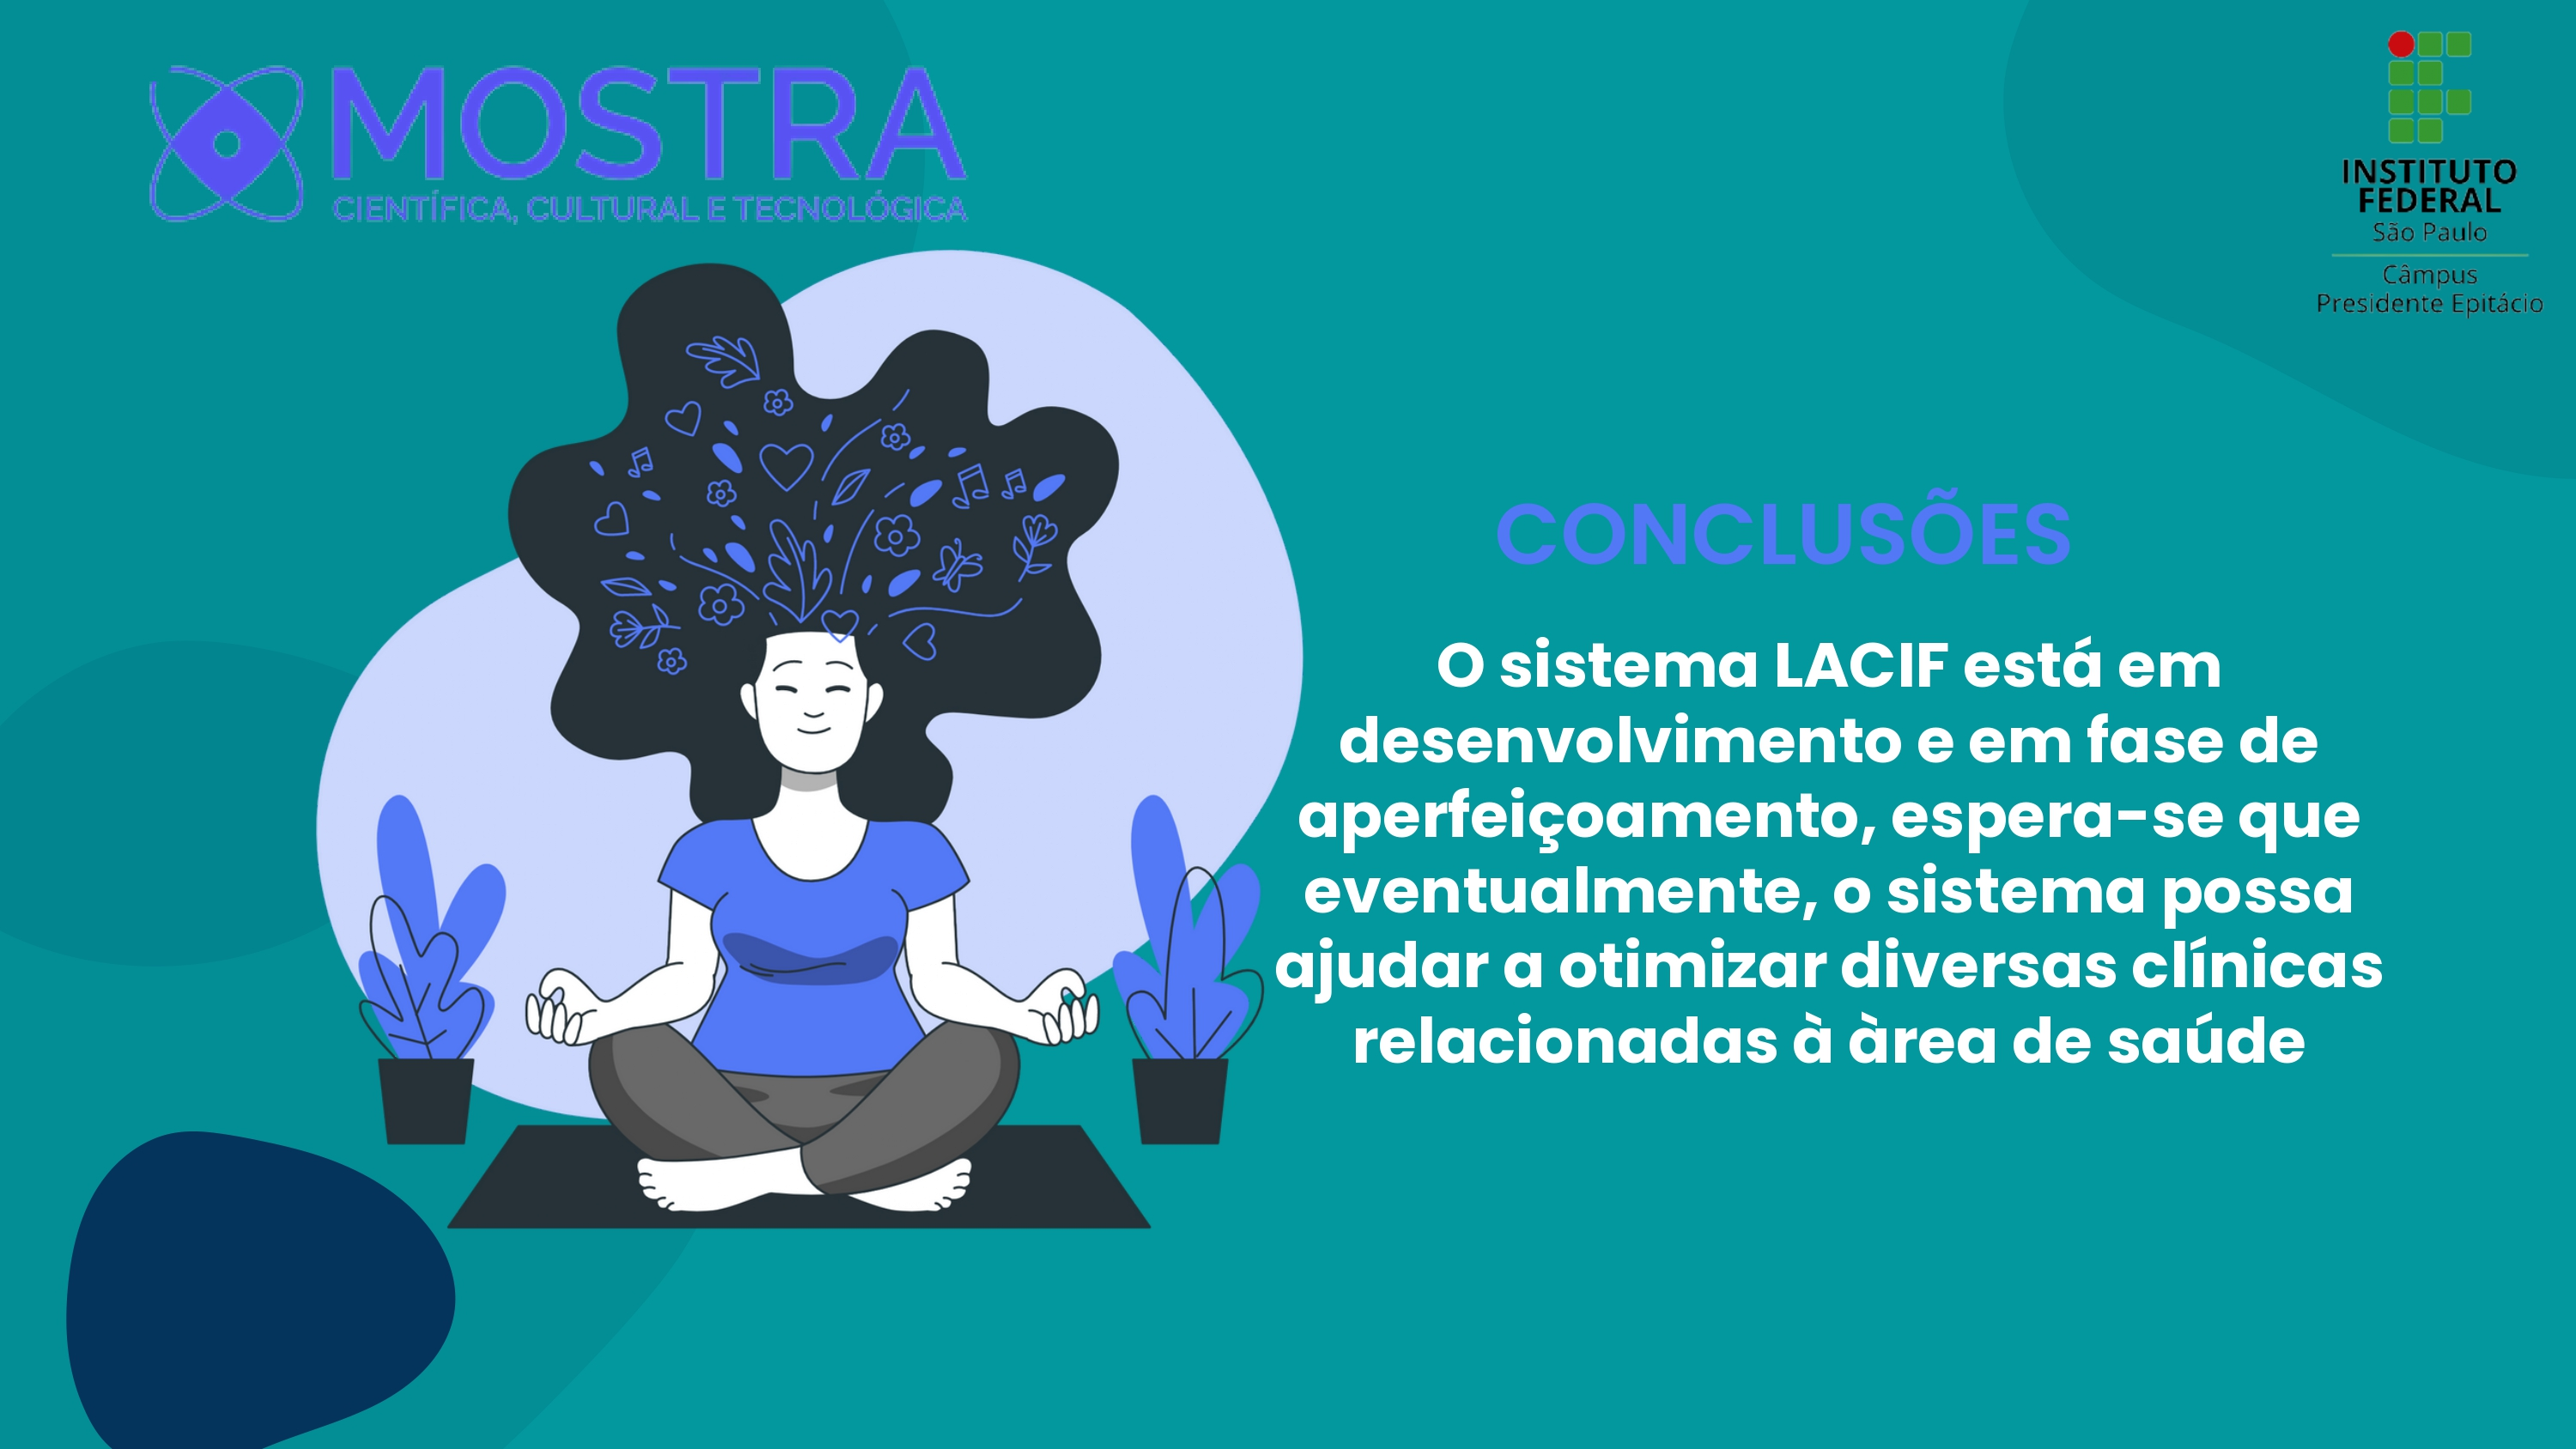 MOSTRA
CIENTÍFICA, CULTURAL E TECNOLÓGICA
INSTITUTO
FEDERAL
São Paulo
Câmpus
Presidente Epitácio
CONCLUSÕES
O sistema LACIF está em
desenvolvimento e em fase de
aperfeiçoamento, espera-se que
eventualmente, o sistema possa
ajudar a otimizar diversas clínicas
relacionadas à àrea de saúde